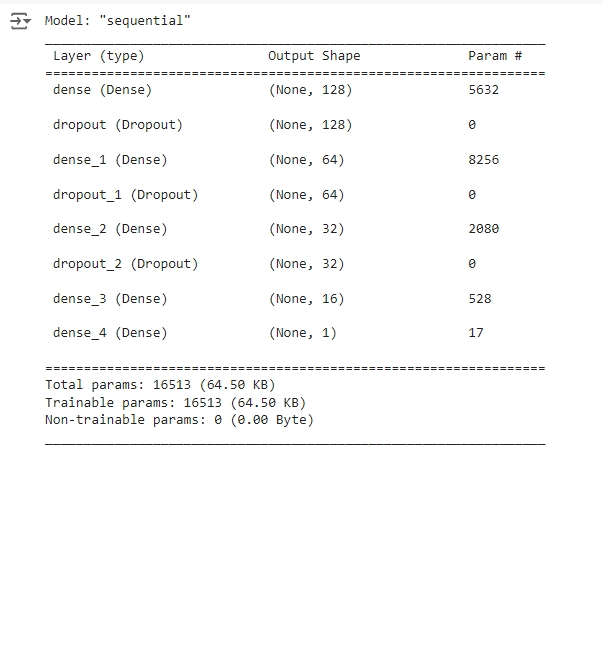 Model: "sequential"
Layer (type) Output Shape Param #
dense (Dense) (None, 128) 5632
dropout (Dropout) (None, 128) 0
dense_1 (Dense) (None, 64) 8256
dropout_1 (Dropout) (None, 64) 0
dense_2 (Dense) (None, 32) 2080
dropout_2 (Dropout) (None, 32) 0
dense_3 (Dense) (None, 16) 528
dense_4 (Dense) (None, 1) 17
Total params: 16513 (64.50 KB)
Trainable params: 16513 (64.50 KB)
Non-trainable params: 0 (0.00 Byte)